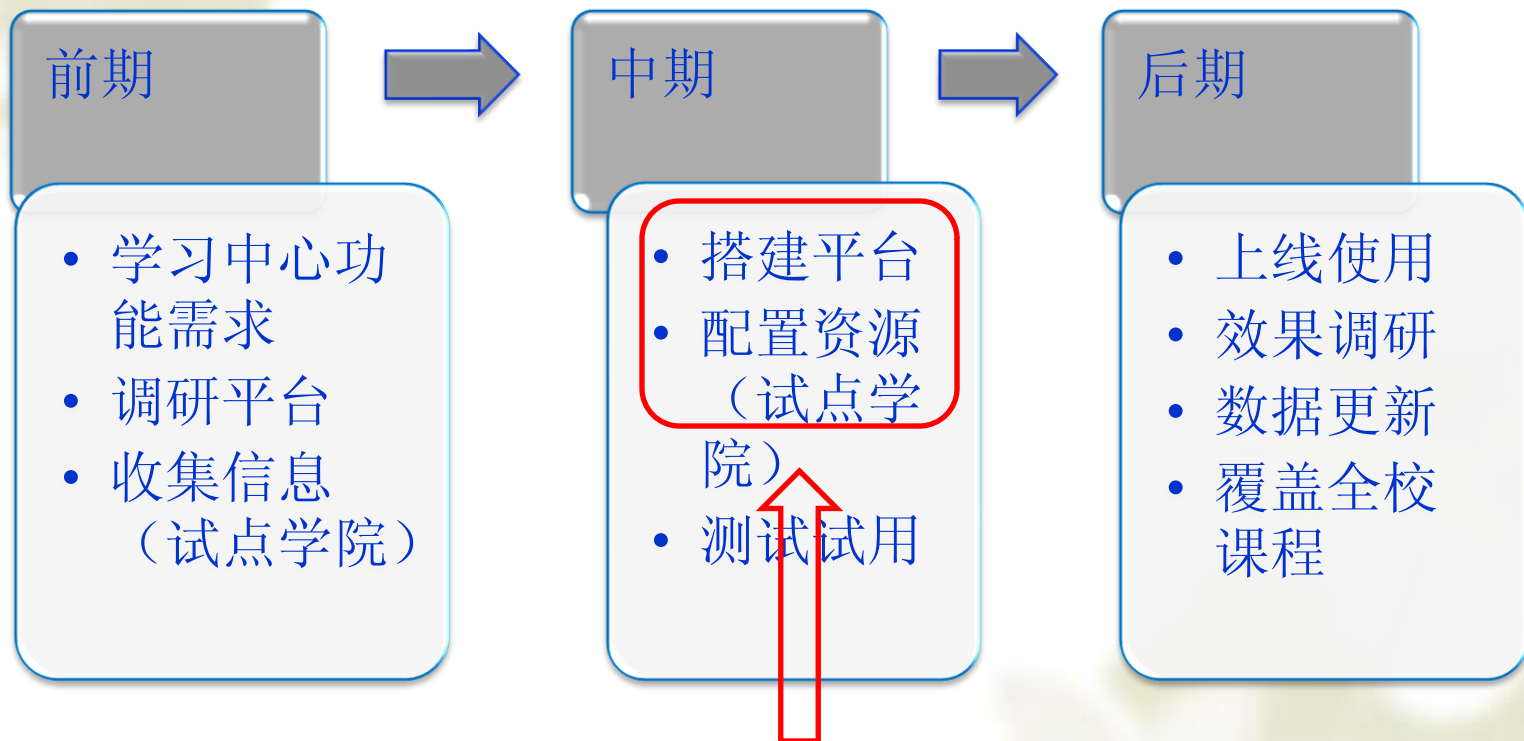 前期
• 学习中心功
能需求
• 调研平台
• 收集信息
（试点学院）
中期
• 搭建平台
• 配置资源
（试点学
院）
• 测试试用
后期
• 上线使用
• 效果调研
• 数据更新
• 覆盖全校
课程